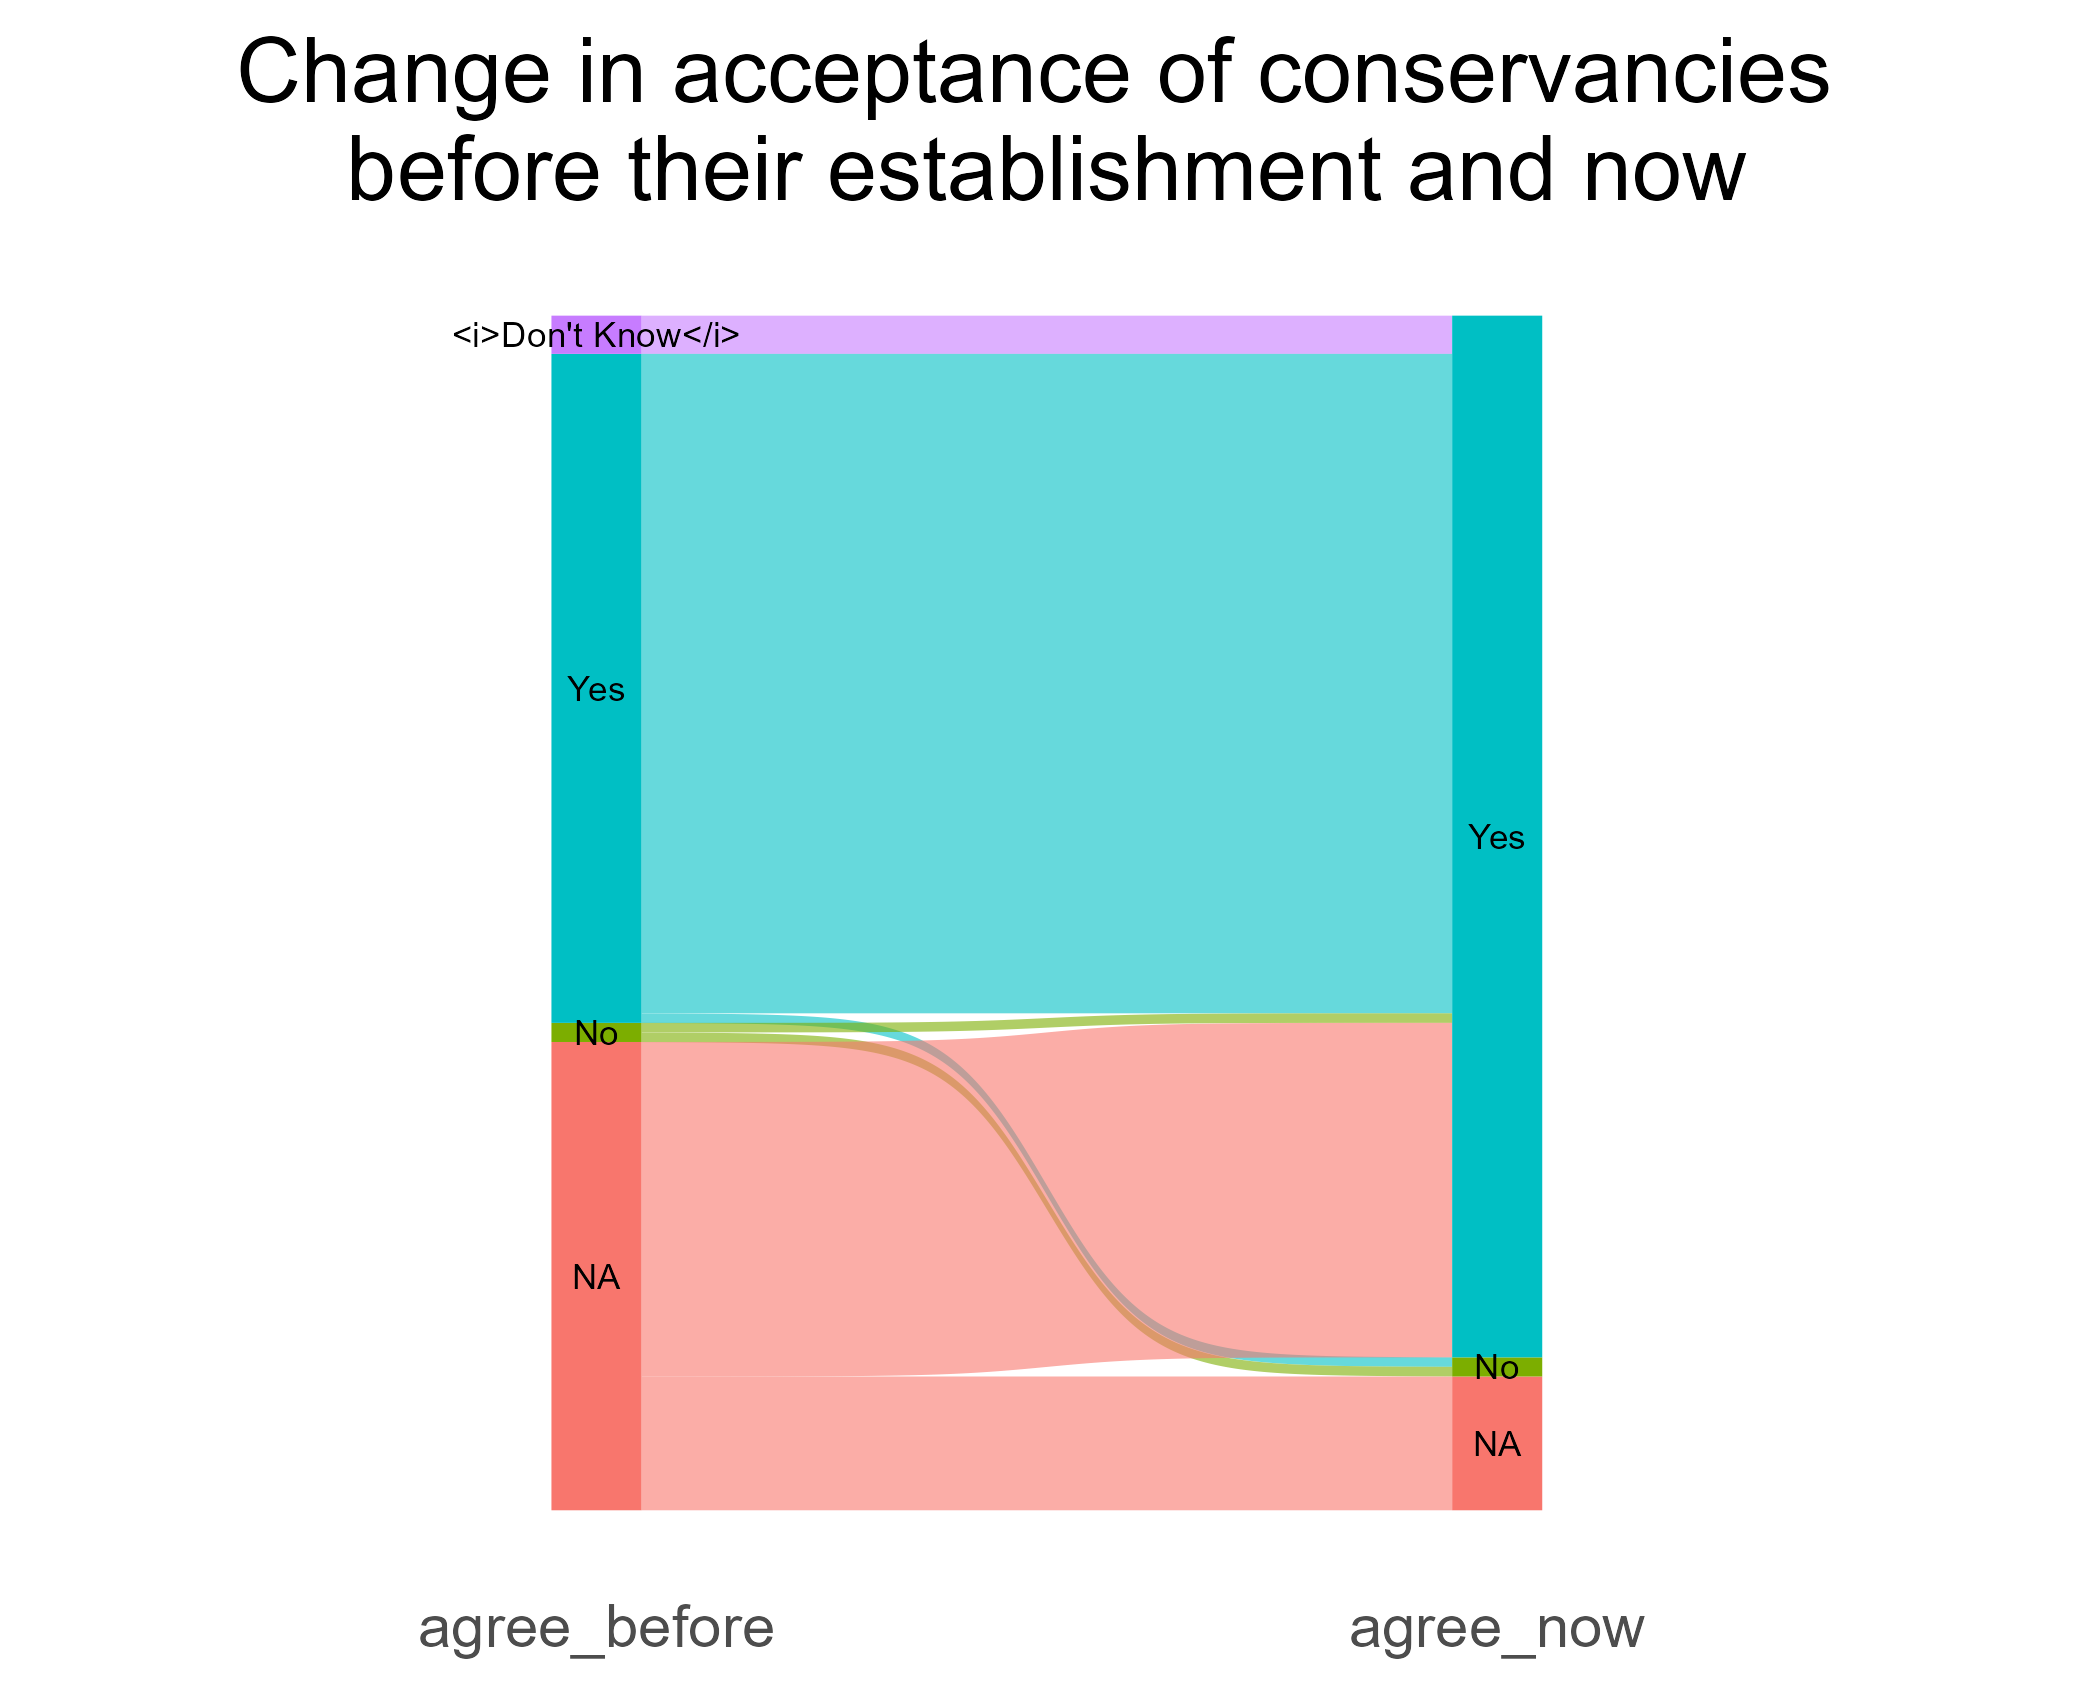 Change in acceptance of conservancies
before their establishment and now
<i>Don't Know</i>
Yes
Yes
No
NA
No
NA
agree_before
agree_now